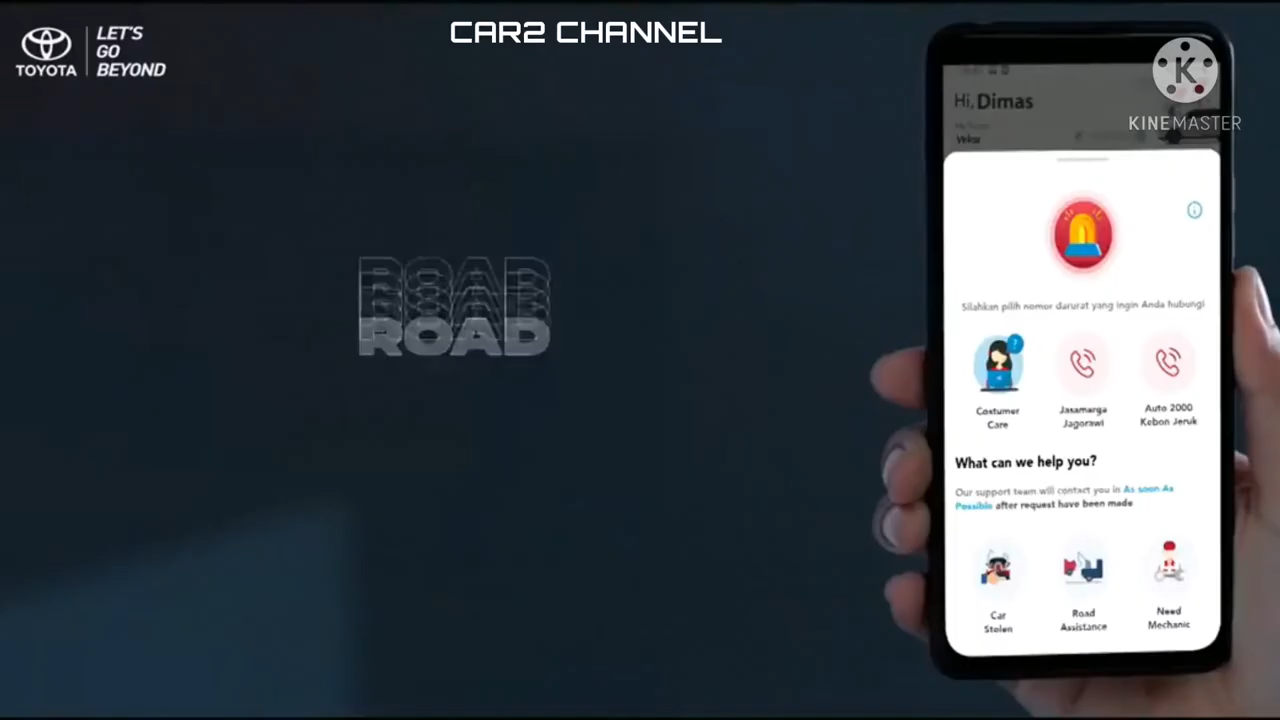 TOYOTA
LET'S
GO
BEYOND
CAR2 CHANNEL
K
KINEMASTER
ROAD
ROAD
Hi, Dimas
Silahkan pilih nomor darurat yang ingin Anda hubungi
?
Costumer
Care
Jasamarga
Jagorawi
Auto 2000
Kebon Jeruk
What can we help you?
Our support team will contact you in As soon As
Possible after request have been made
Car
Stolen
Road
Assistance
Need
Mechanic